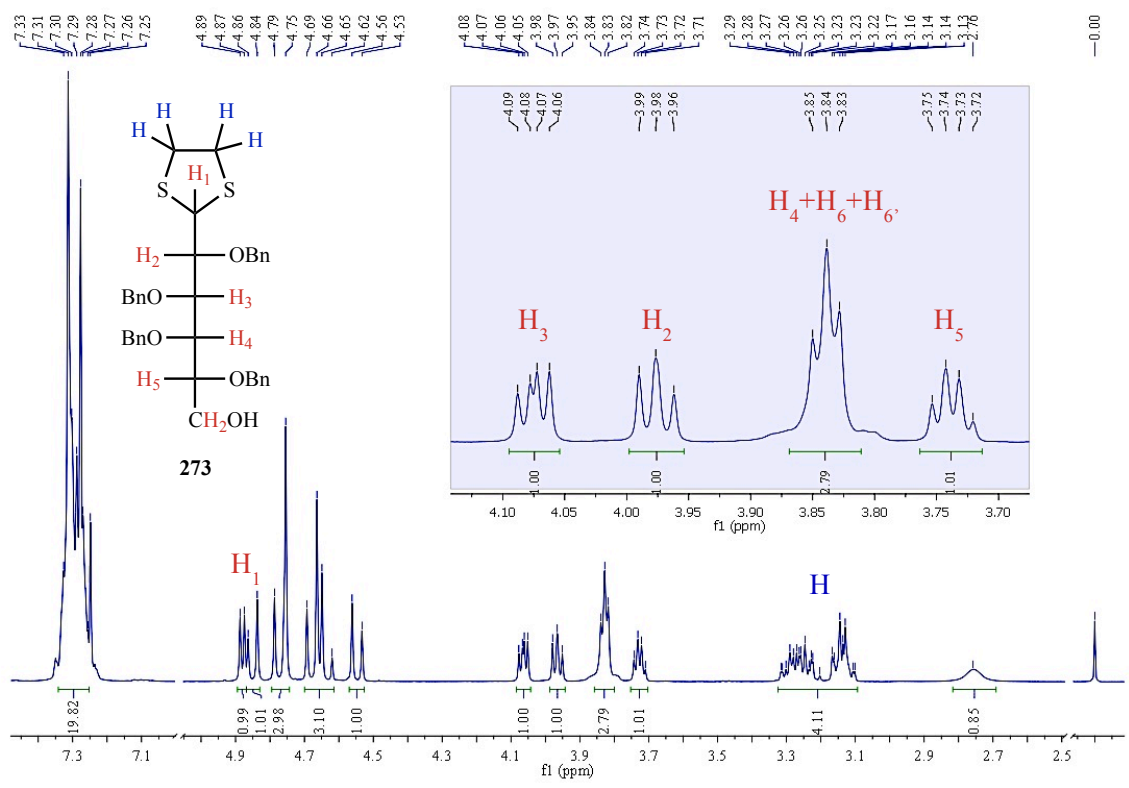 7.33 7.31 7.30 7.29 7.28 7.27 7.26 7.25 4.89 4.87 4.86 4.84 4.79 4.75 4.69 4.66 4.65 4.62 4.56 4.53 4.08 4.07 4.06 4.05 3.98 3.97 3.95 3.84 3.83 3.82 3.74 3.73 3.72 3.71 3.29 3.28 3.27 3.26 3.26 3.25 3.23 3.23 3.22 3.17 3.16 3.14 3.14 3.13 2.76 0.00
4.09 4.08 4.07 4.06 3.99 3.98 3.96 3.85 3.84 3.83 3.75 3.74 3.73 3.72
H H
H H
H₁
S S
H₂ OBn
BnO H₃
BnO H₄
H₅ OBn
CH₂OH
273
H₄+H₆+H₆,
H₃ H₂ H₅
1.00 1.00 2.79 1.01
4.10 4.05 4.00 3.95 3.90 3.85 3.80 3.75 3.70
f1 (ppm)
H₁ H
19.82 0.99 1.01 2.98 3.10 1.00 1.00 1.00 2.79 1.01 4.11 0.85
7.3 7.1 4.9 4.7 4.5 4.3 4.1 3.9 3.7 3.5 3.3 3.1 2.9 2.7 2.5 0.0
f1 (ppm)